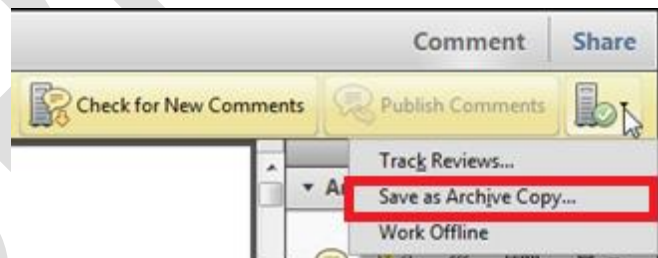 Comment Share
Check for New Comments Publish Comments
Track Reviews...
Save as Archive Copy...
Work Offline